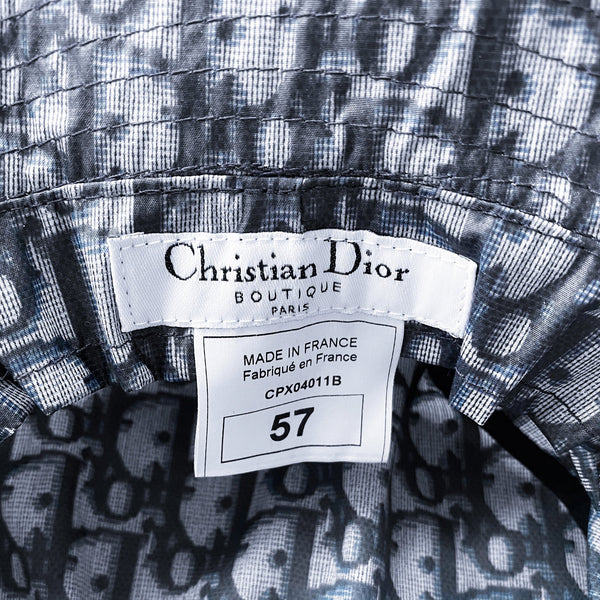 Christian Dior
BOUTIQUE
PARIS
MADE IN FRANCE
Fabriqué en France
CPX04011B
57